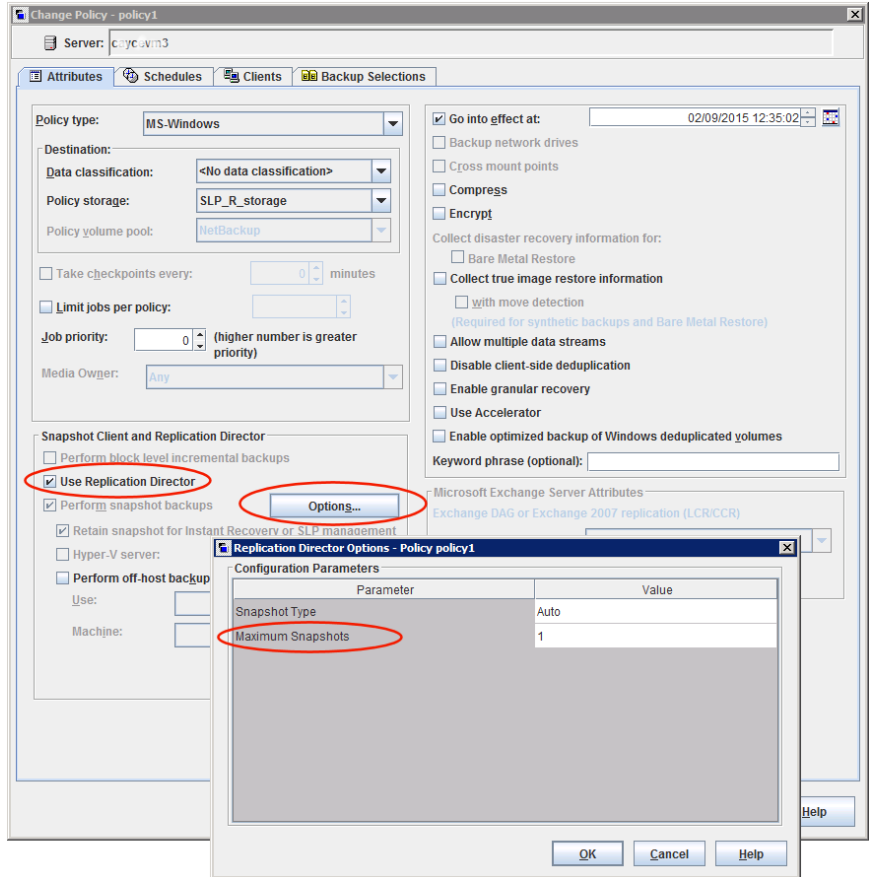 Change Policy - policy1
Server:
Attributes
Schedules
Clients
Backup Selections
Policy type:
MS-Windows
Destination:
Data classification:
<No data classification>
Policy storage:
SLP_R_storage
Policy volume pool:
NetBackup
Take checkpoints every:
0
minutes
Limit jobs per policy:
Job priority:
0
(higher number is greater
priority)
Media Owner:
Any
Snapshot Client and Replication Director
Perform block level incremental backups
Use Replication Director
Perform snapshot backups
Options...
Retain snapshot for Instant Recovery or SLP management
Hyper-V server:
Perform off-host backup
Use:
Machine:
Go into effect at:
02/09/2015 12:35:02
Backup network drives
Cross mount points
Compress
Encrypt
Collect disaster recovery information for:
Bare Metal Restore
Collect true image restore information
with move detection
(Required for synthetic backups and Bare Metal Restore)
Allow multiple data streams
Disable client-side deduplication
Enable granular recovery
Use Accelerator
Enable optimized backup of Windows deduplicated volumes
Keyword phrase (optional):
Microsoft Exchange Server Attributes
Exchange DAG or Exchange 2007 replication (LCR/CCR)
Help
Replication Director Options - Policy policy1
Configuration Parameters
Parameter
Value
Snapshot Type
Auto
Maximum Snapshots
1
OK
Cancel
Help